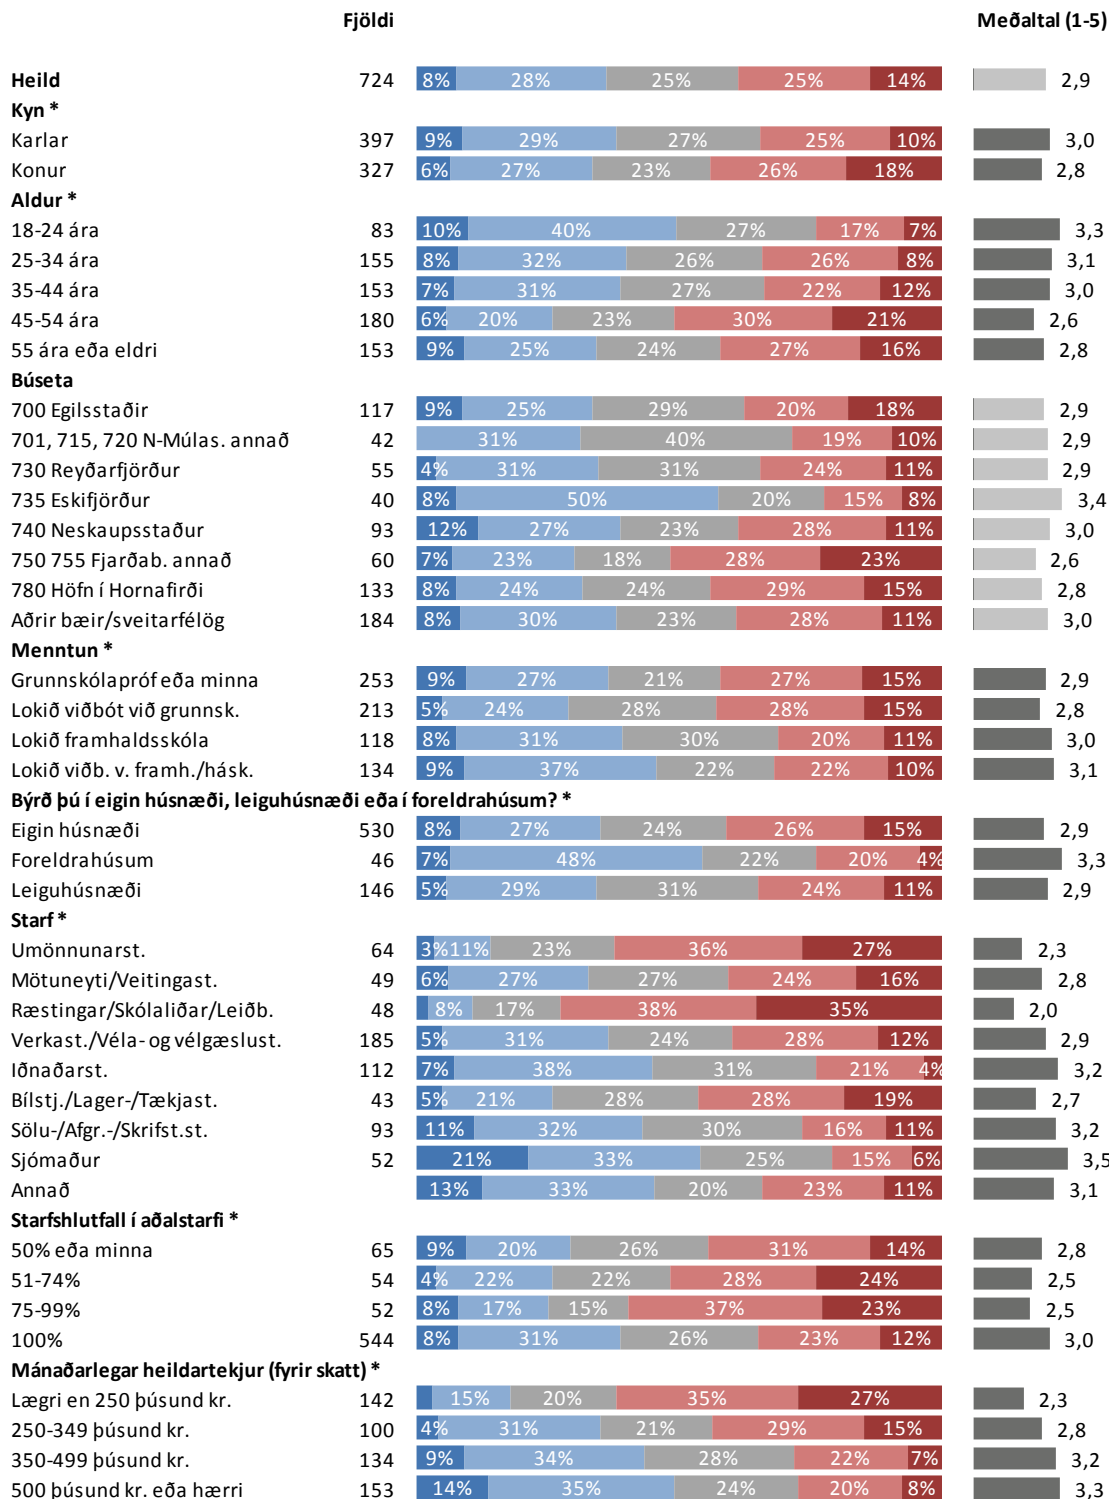 Fjöldi Meðaltal (1-5)
Heild 724 8% 28% 25% 25% 14% 2,9
Kyn *
Karlar 397 9% 29% 27% 25% 10% 3,0
Konur 327 6% 27% 23% 26% 18% 2,8
Aldur *
18-24 ára 83 10% 40% 27% 17% 7% 3,3
25-34 ára 155 8% 32% 26% 26% 8% 3,1
35-44 ára 153 7% 31% 27% 22% 12% 3,0
45-54 ára 180 6% 20% 23% 30% 21% 2,6
55 ára eða eldri 153 9% 25% 24% 27% 16% 2,8
Búseta
700 Egilsstaðir 117 9% 25% 29% 20% 18% 2,9
701, 715, 720 N-Múlas. annað 42 31% 40% 19% 10% 2,9
730 Reyðarfjörður 55 4% 31% 31% 24% 11% 2,9
735 Eskifjörður 40 8% 50% 20% 15% 8% 3,4
740 Neskaupsstaður 93 12% 27% 23% 28% 11% 3,0
750 755 Fjarðab. annað 60 7% 23% 18% 28% 23% 2,6
780 Höfn í Hornafirði 133 8% 24% 24% 29% 15% 2,8
Aðrir bæir/sveitarfélög 184 8% 30% 23% 28% 11% 3,0
Menntun *
Grunnskólapróf eða minna 253 9% 27% 21% 27% 15% 2,9
Lokið viðbót við grunnsk. 213 5% 24% 28% 28% 15% 2,8
Lokið framhaldsskóla 118 8% 31% 30% 20% 11% 3,0
Lokið viðb. v. framh./hásk. 134 9% 37% 22% 22% 10% 3,1
Býrð þú í eigin húsnæði, leiguhúsnæði eða í foreldrahúsum? *
Eigin húsnæði 530 8% 27% 24% 26% 15% 2,9
Foreldrahúsum 46 7% 48% 22% 20% 4% 3,3
Leiguhúsnæði 146 5% 29% 31% 24% 11% 2,9
Starf *
Umönnunarst. 64 3% 11% 23% 36% 27% 2,3
Mötuneyti/Veitingast. 49 6% 27% 27% 24% 16% 2,8
Ræstingar/Skólaliðar/Leiðb. 48 8% 17% 38% 35% 2,0
Verkast./Véla- og vélgæslust. 185 5% 31% 24% 28% 12% 2,9
Iðnaðarst. 112 7% 38% 31% 21% 4% 3,2
Bílstj./Lager-/Tækjast. 43 5% 21% 28% 28% 19% 2,7
Sölu-/Afgr.-/Skrifst.st. 93 11% 32% 30% 16% 11% 3,2
Sjómaður 52 21% 33% 25% 15% 6% 3,5
Annað 13% 33% 20% 23% 11% 3,1
Starfshlutfall í aðalstarfi *
50% eða minna 65 9% 20% 26% 31% 14% 2,8
51-74% 54 4% 22% 22% 28% 24% 2,5
75-99% 52 8% 17% 15% 37% 23% 2,5
100% 544 8% 31% 26% 23% 12% 3,0
Mánaðarlegar heildartekjur (fyrir skatt) *
Lægri en 250 þúsund kr. 142 15% 20% 35% 27% 2,3
250-349 þúsund kr. 100 4% 31% 21% 29% 15% 2,8
350-499 þúsund kr. 134 9% 34% 28% 22% 7% 3,2
500 þúsund kr. eða hærri 153 14% 35% 24% 20% 8% 3,3